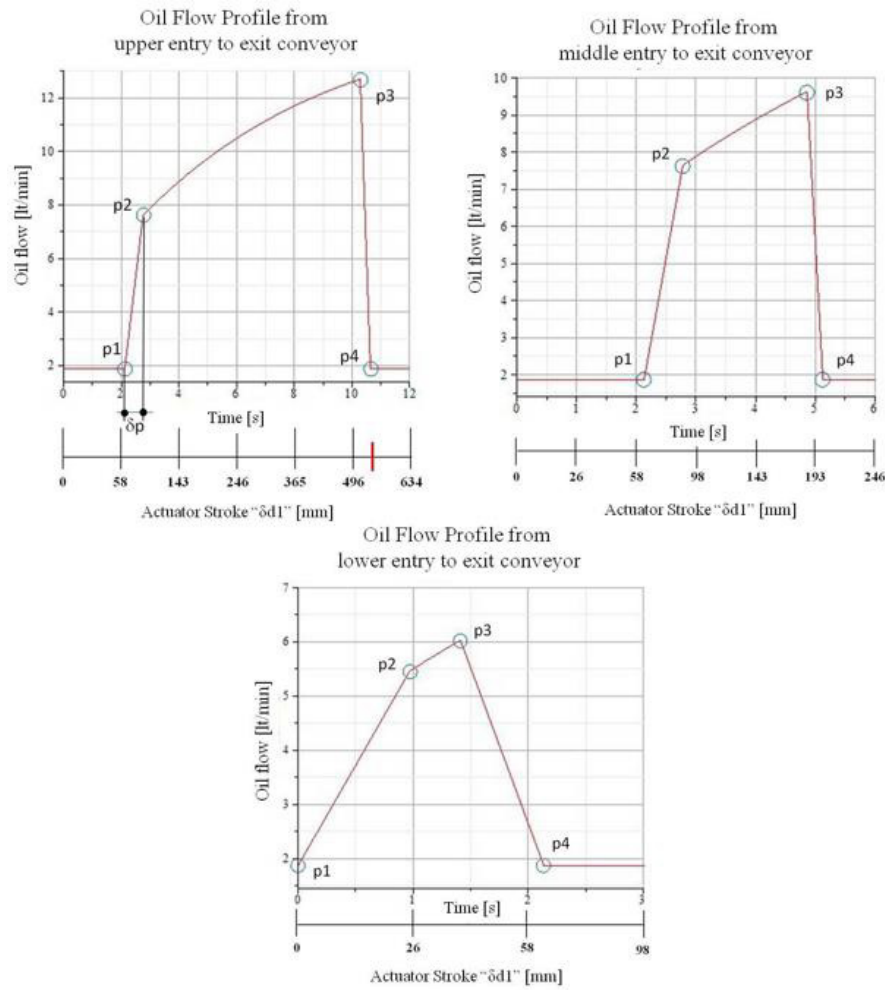 Oil Flow Profile from
upper entry to exit conveyor
Oil flow [lt/min]
12
10
8
6
4
2
p1
p2
p3
p4
0
2
4
6
8
10
12
δp
Time [s]
0
58
143
246
365
496
634
Actuator Stroke “δd1” [mm]
Oil Flow Profile from
middle entry to exit conveyor
Oil flow [lt/min]
10
9
8
7
6
5
4
3
2
p1
p2
p3
p4
0
1
2
3
4
5
6
Time [s]
0
26
58
98
143
193
246
Actuator Stroke “δd1” [mm]
Oil Flow Profile from
lower entry to exit conveyor
Oil flow [lt/min]
7
6
5
4
3
2
p1
p2
p3
p4
0
1
2
3
Time [s]
0
26
58
98
Actuator Stroke “δd1” [mm]